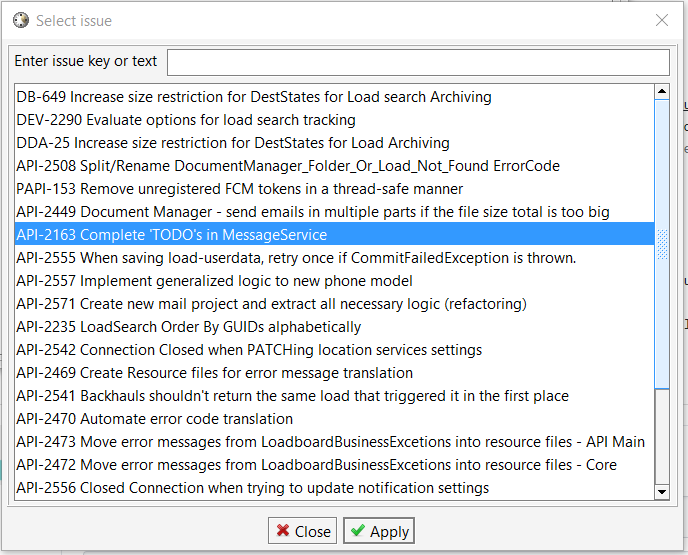 Select issue
Enter issue key or text
DB-649 Increase size restriction for DestStates for Load search Archiving
DEV-2290 Evaluate options for load search tracking
DDA-25 Increase size restriction for DestStates for Load Archiving
API-2508 Split/Rename DocumentManager_Folder_Or_Load_Not_Found ErrorCode
PAPI-153 Remove unregistered FCM tokens in a thread-safe manner
API-2449 Document Manager - send emails in multiple parts if the file size total is too big
API-2163 Complete 'TODO's in MessageService
API-2555 When saving load-userdata, retry once if CommitFailedException is thrown.
API-2557 Implement generalized logic to new phone model
API-2571 Create new mail project and extract all necessary logic (refactoring)
API-2235 LoadSearch Order By GUIDs alphabetically
API-2542 Connection Closed when PATCHing location services settings
API-2469 Create Resource files for error message translation
API-2541 Backhauls shouldn't return the same load that triggered it in the first place
API-2470 Automate error code translation
API-2473 Move error messages from LoadboardBusinessExcetions into resource files - API Main
API-2472 Move error messages from LoadboardBusinessExcetions into resource files - Core
API-2556 Closed Connection when trying to update notification settings
Close Apply